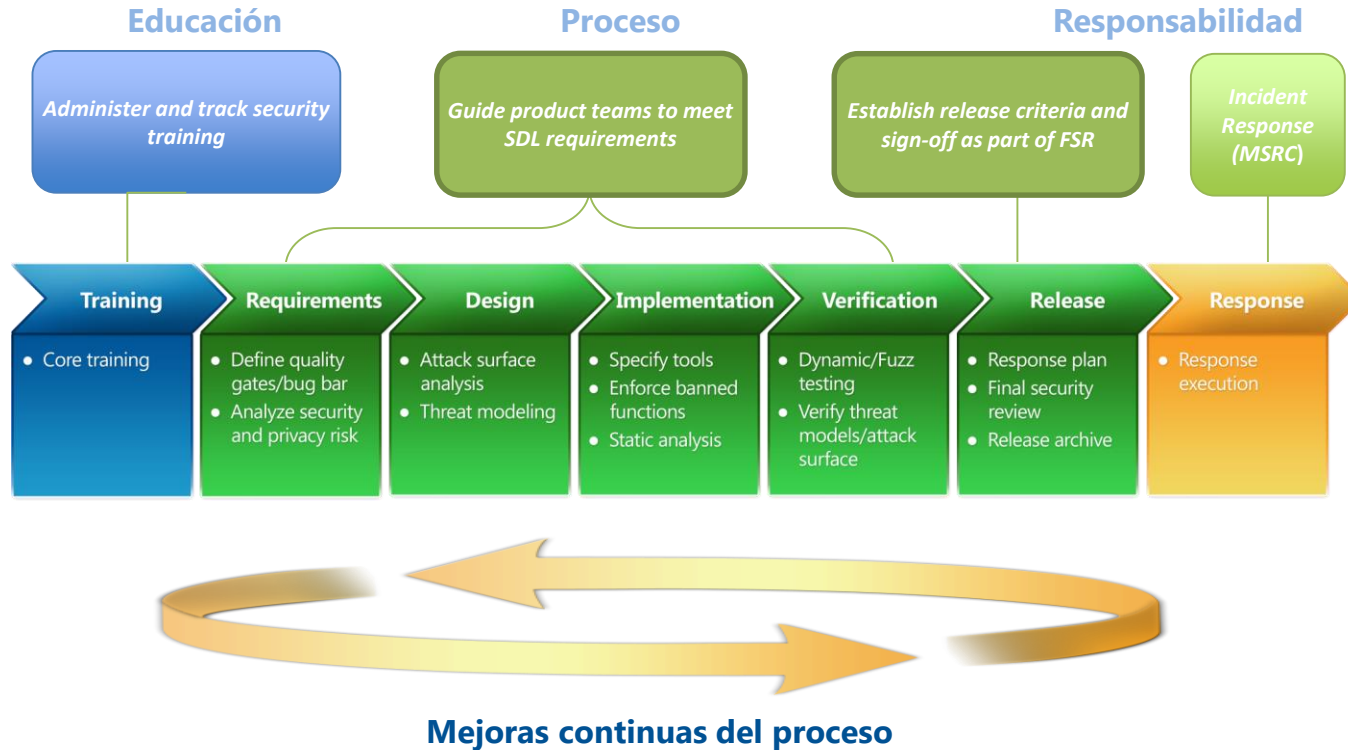 Educación
Proceso
Responsabilidad
Administer and track security
training
Guide product teams to meet
SDL requirements
Establish release criteria and
sign-off as part of FSR
Incident
Response
(MSRC)
Training
Requirements
Design
Implementation
Verification
Release
Response
• Core training
• Define quality
gates/bug bar
• Analyze security
and privacy risk
• Attack surface
analysis
• Threat modeling
• Specify tools
• Enforce banned
functions
• Static analysis
• Dynamic/Fuzz
testing
• Verify threat
models/attack
surface
• Response plan
• Final security
review
• Release archive
• Response
execution
Mejoras continuas del proceso